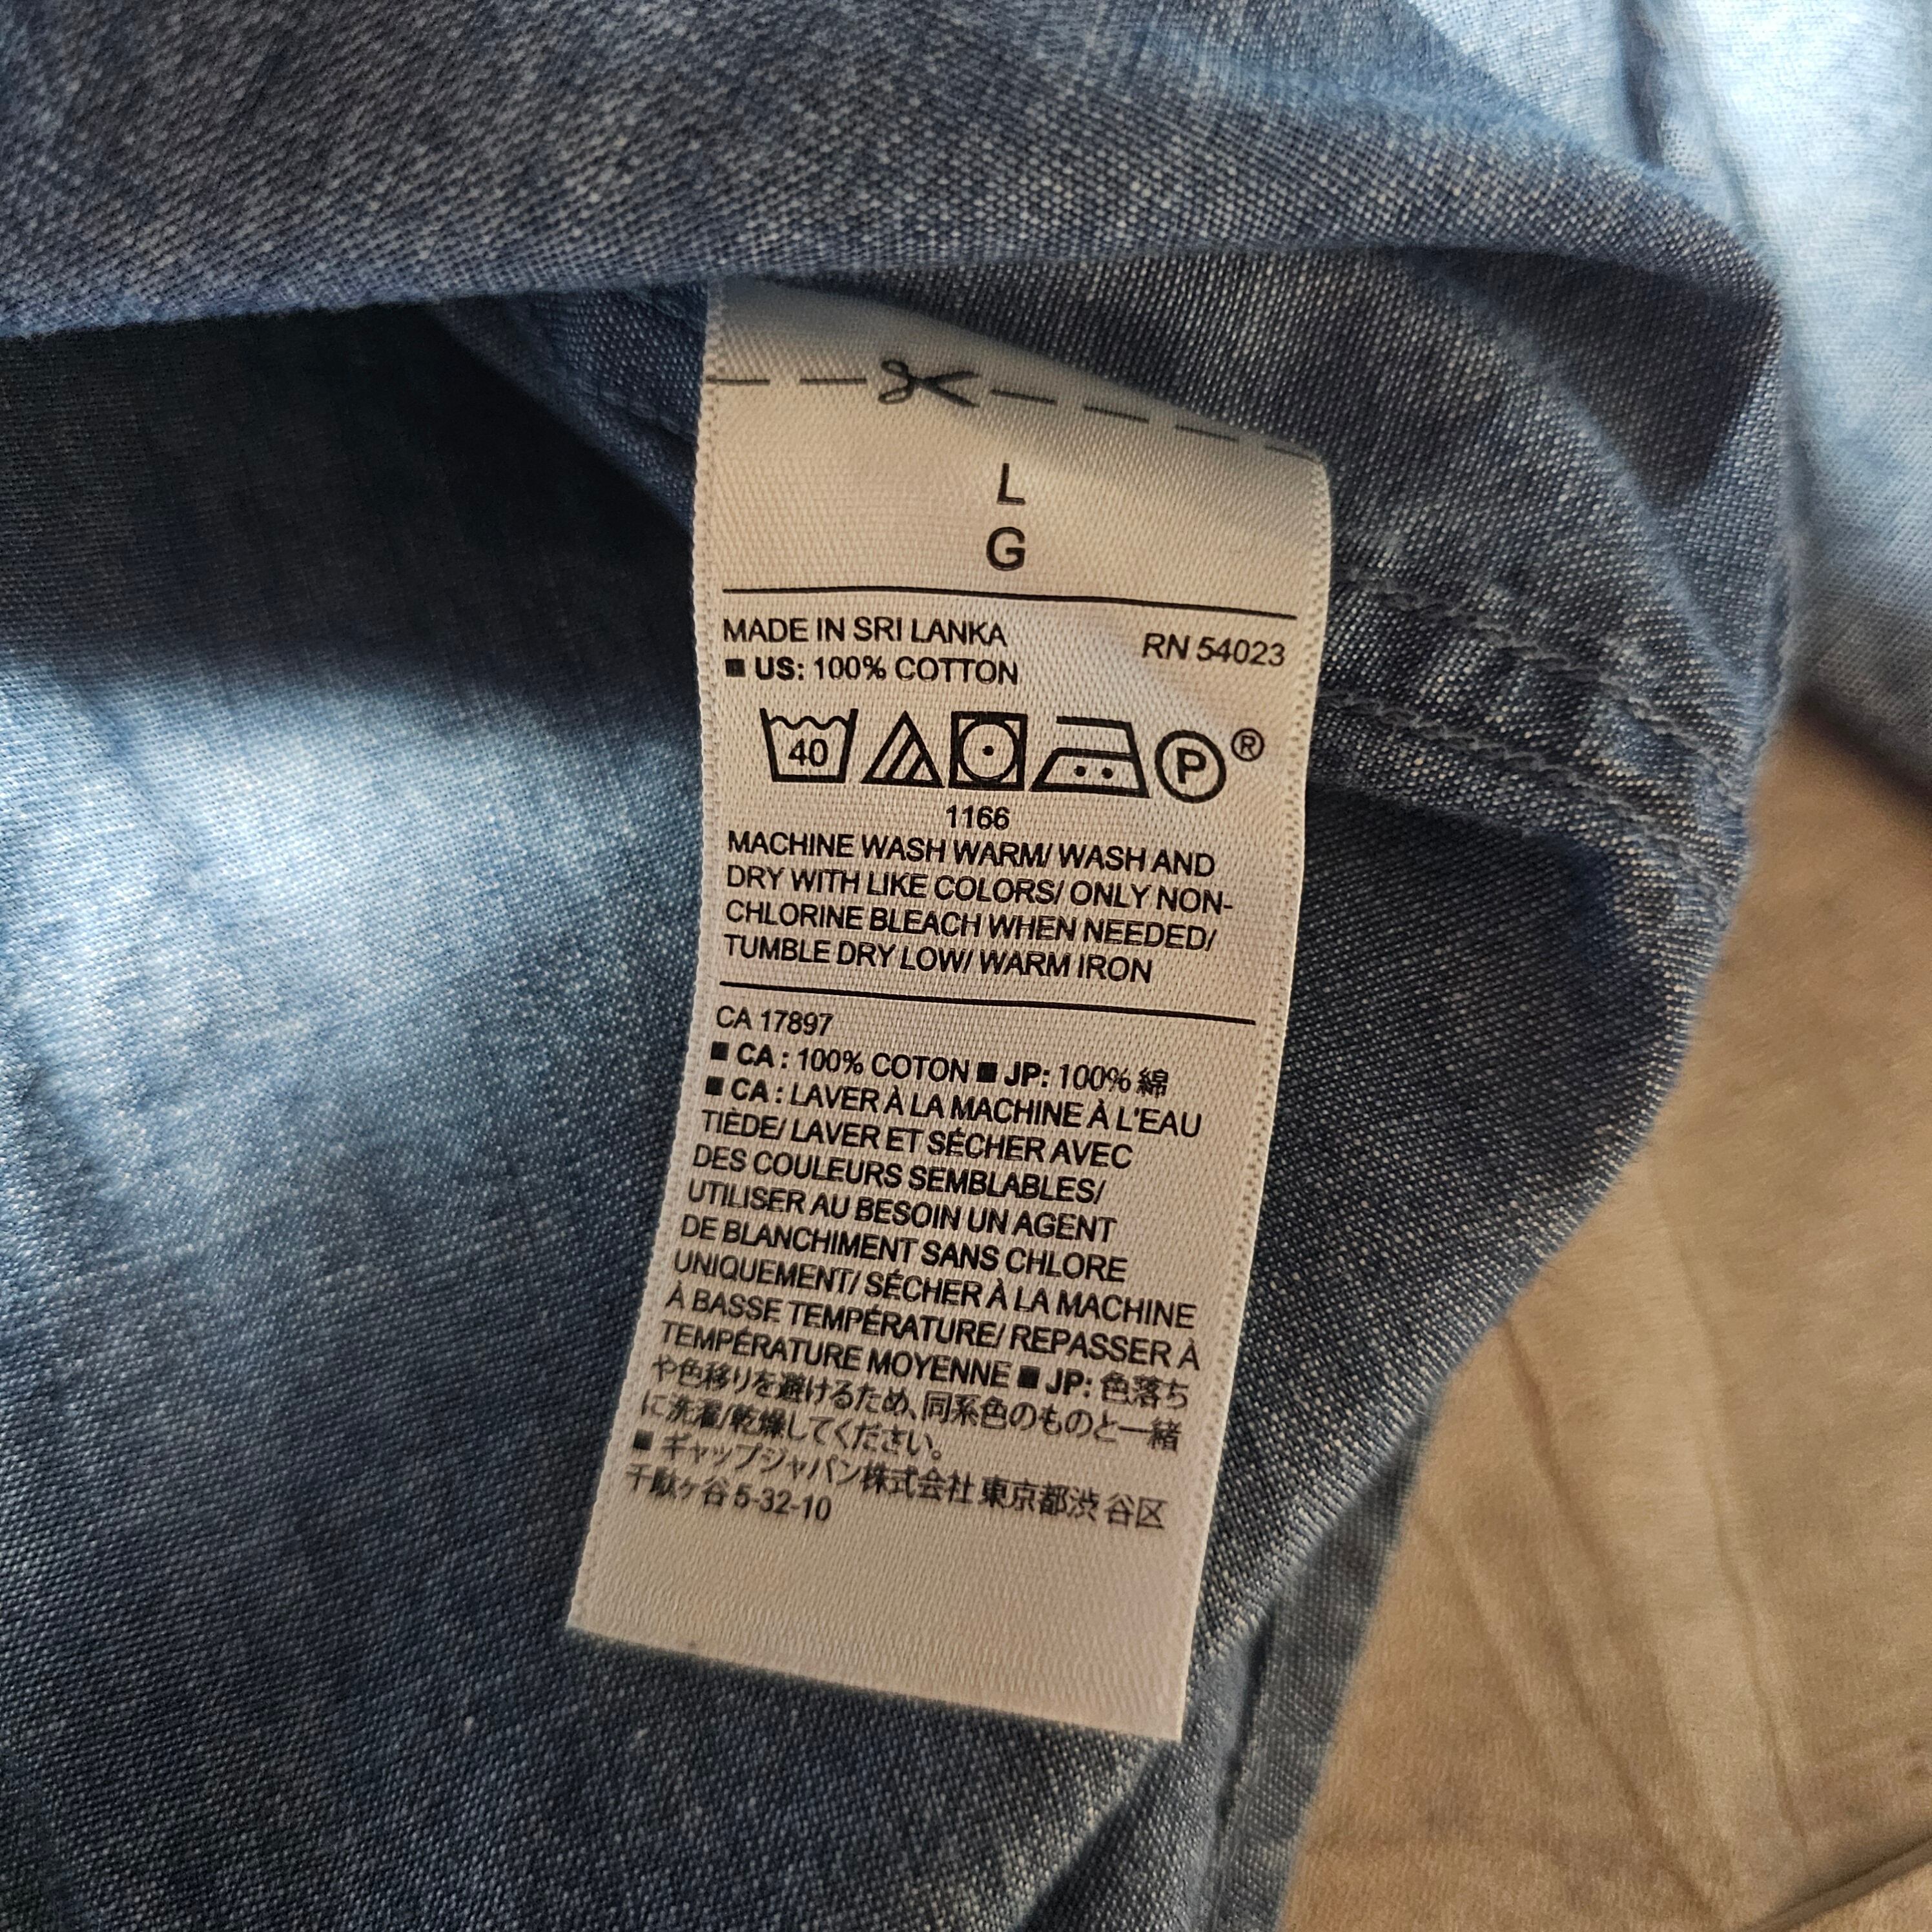 L
G
MADE IN SRI LANKA RN 54023
■ US: 100% COTTON
40 P ®
1166
MACHINE WASH WARM/ WASH AND
DRY WITH LIKE COLORS/ ONLY NON-
CHLORINE BLEACH WHEN NEEDED/
TUMBLE DRY LOW/ WARM IRON
CA 17897
■ CA : 100% COTON ■ JP: 100% 綿
■ CA : LAVER À LA MACHINE À L'EAU
TIÈDE/ LAVER ET SÉCHER AVEC
DES COULEURS SEMBLABLES/
UTILISER AU BESOIN UN AGENT
DE BLANCHIMENT SANS CHLORE
UNIQUEMENT/ SÉCHER À LA MACHINE
À BASSE TEMPÉRATURE/ REPASSER À
TEMPÉRATURE MOYENNE ■ JP: 色落ち
や色移りを避けるため、同系色のものと一緒
に洗濯/乾燥してください。
■ ギャップジャパン株式会社 東京都渋谷区
千駄ヶ谷 5-32-10